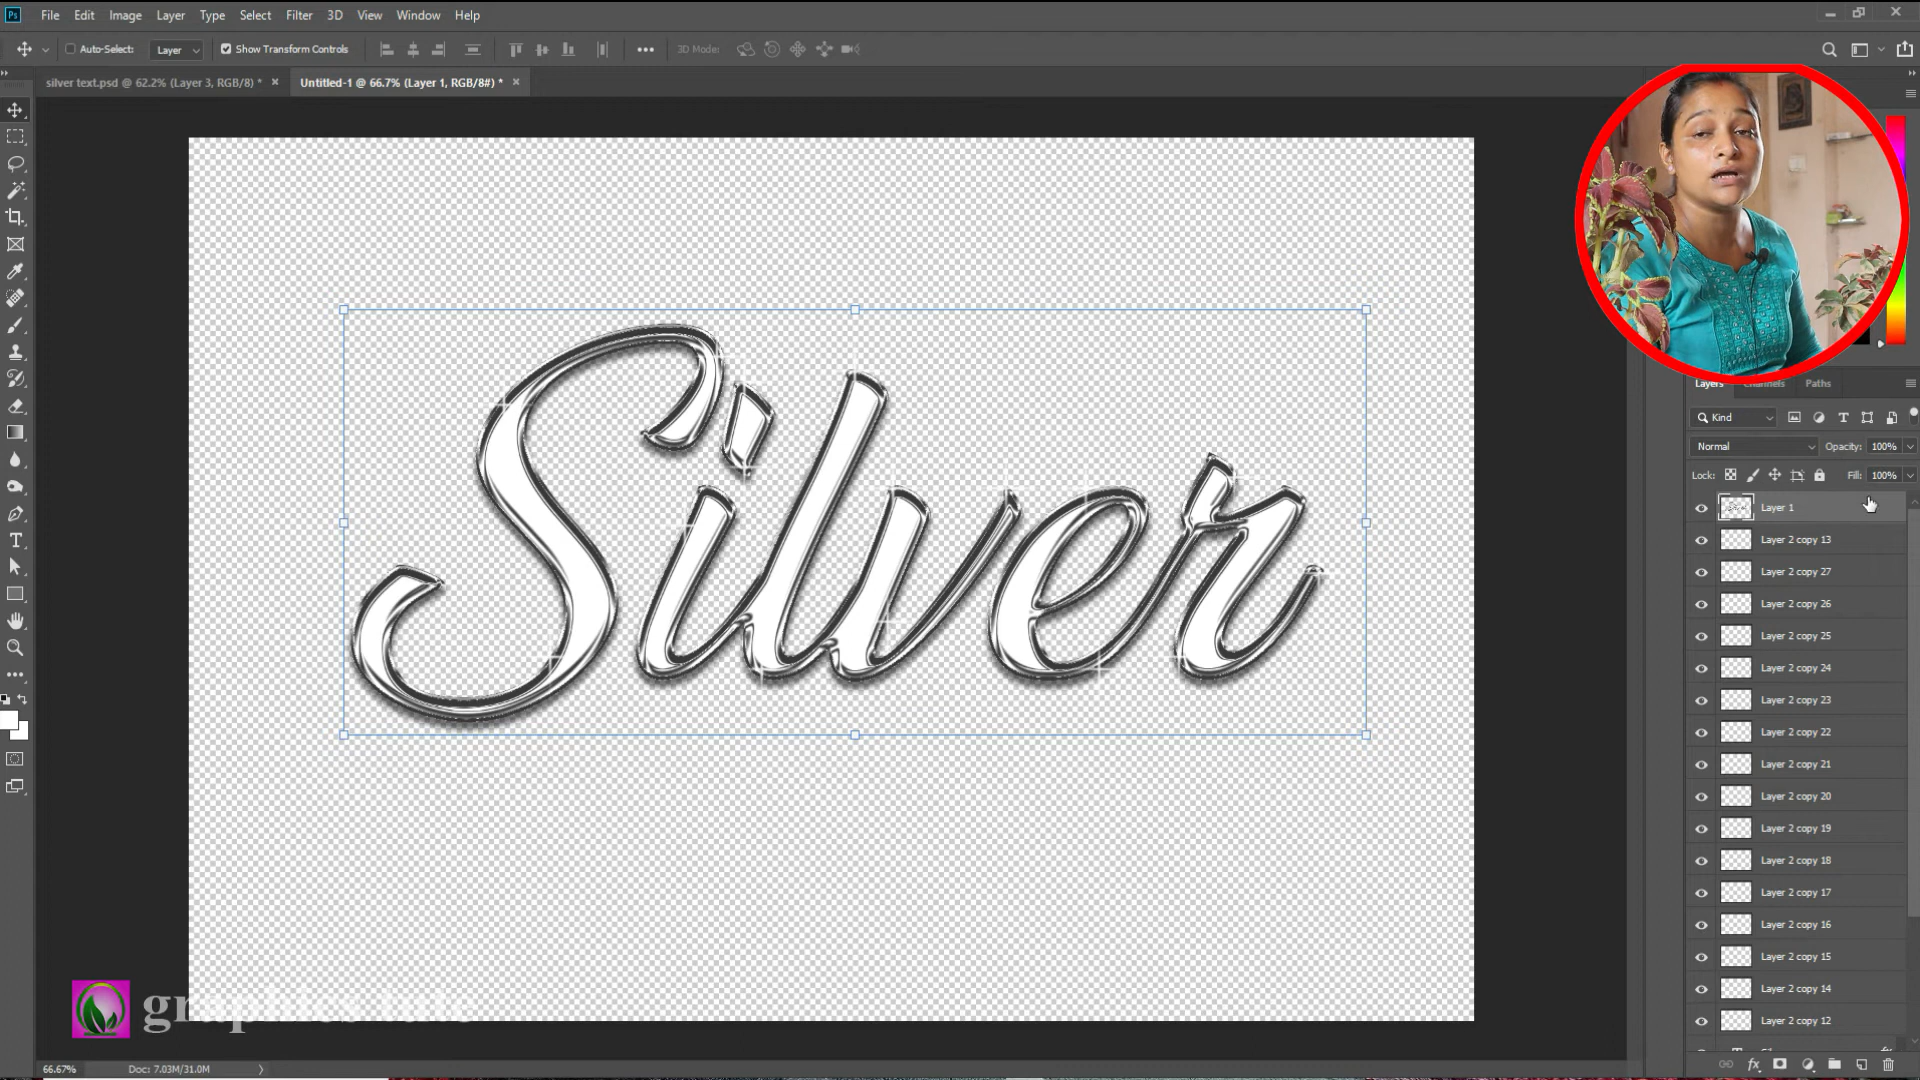 Ps File Edit Image Layer Type Select Filter 3D View Window Help
Auto-Select: Layer Show Transform Controls 3D Mode:
silver text.psd @ 62.2% (Layer 3, RGB/8) * Untitled-1 @ 66.7% (Layer 1, RGB/8#) *
Silver
Layers Channels Paths
Kind
Normal Opacity: 100%
Lock: Fill: 100%
Layer 1
Layer 2 copy 13
Layer 2 copy 27
Layer 2 copy 26
Layer 2 copy 25
Layer 2 copy 24
Layer 2 copy 23
Layer 2 copy 22
Layer 2 copy 21
Layer 2 copy 20
Layer 2 copy 19
Layer 2 copy 18
Layer 2 copy 17
Layer 2 copy 16
Layer 2 copy 15
Layer 2 copy 14
Layer 2 copy 12
graphics tute
66.67% Doc: 7.03M/31.0M